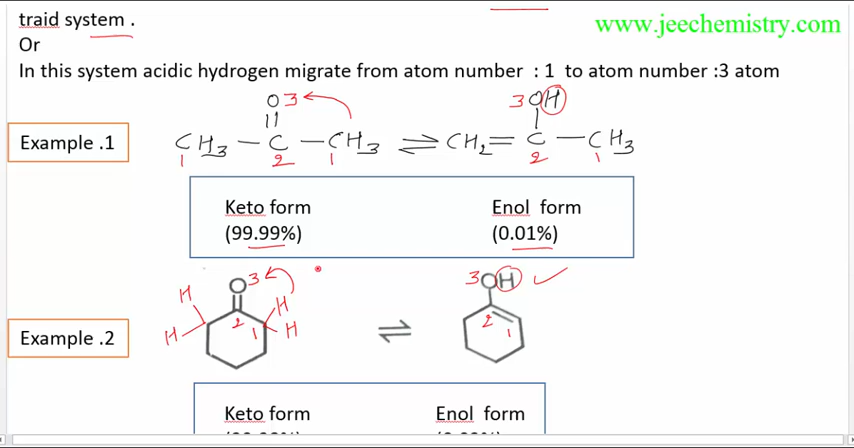 traid system .
www.jeechemistry.com
Or
In this system acidic hydrogen migrate from atom number : 1 to atom number :3 atom
O 3
3 OH
Example .1
CH3 — C — CH3 ⇌ CH2 = C — CH3
1 2 1 2 1
Keto form Enol form
(99.99%) (0.01%)
O 3
3 OH ✓
H H
H 2 1 H
2 1
Example .2
⇌
Keto form Enol form